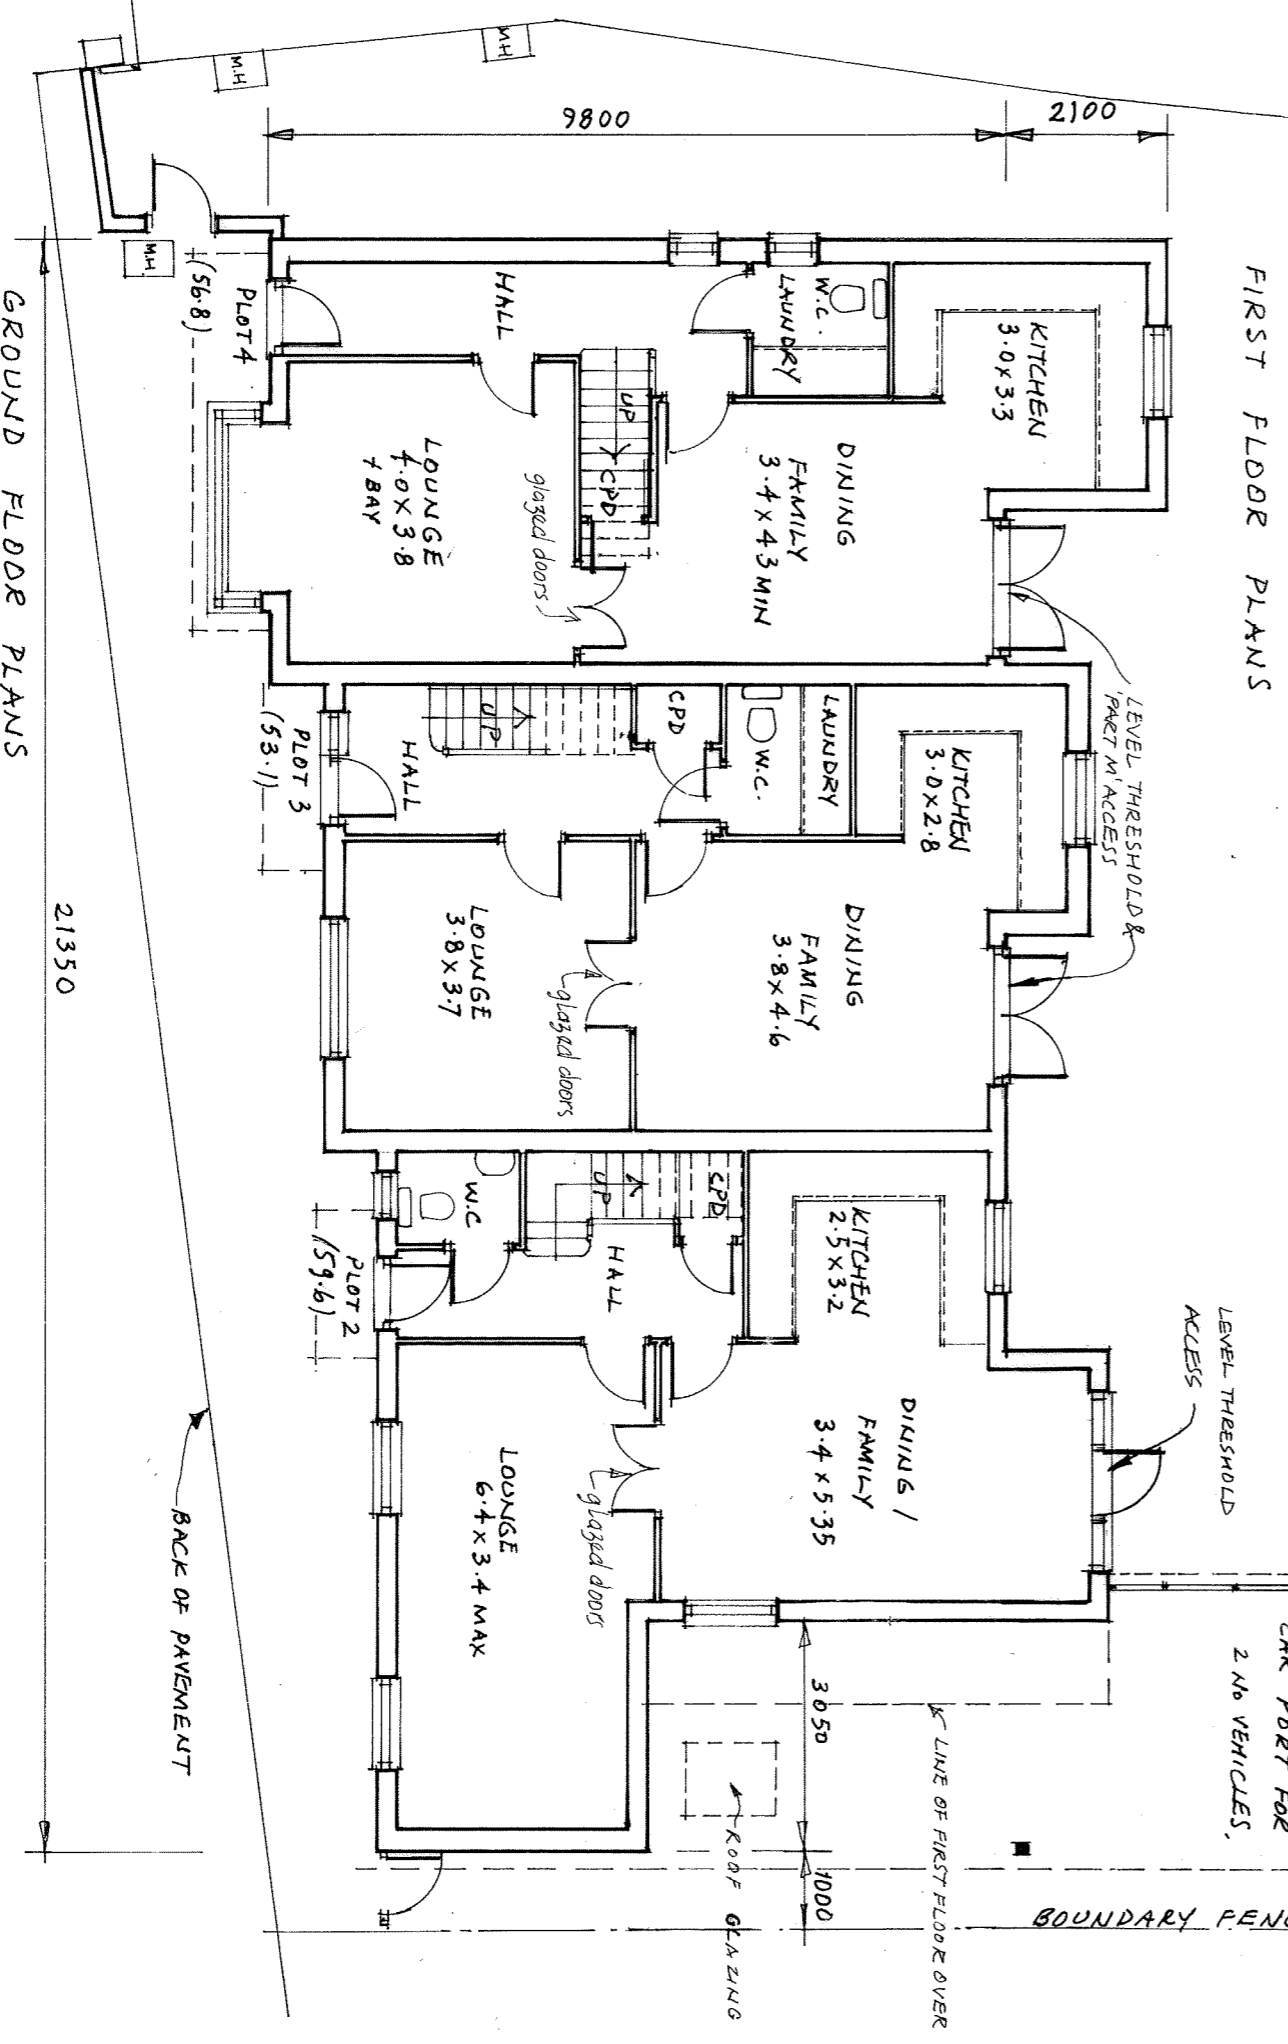 FIRST FLOOR PLANS
9800
2100
M.H
M.H
M.H.
KITCHEN
3.0 x 3.3
W.C.
LAUNDRY
HALL
DINING
FAMILY
3.4 x 4.3 MIN
UP
CPD
LOUNGE
4.0 x 3.8
+ BAY
glazed doors
PLOT 4
(56.8)
LEVEL THRESHOLD &
'PART M' ACCESS
KITCHEN
3.0 x 2.8
LAUNDRY
W.C.
CPD
UP
HALL
DINING
FAMILY
3.8 x 4.6
LOUNGE
3.8 x 3.7
glazed doors
PLOT 3
(53.1)
LEVEL THRESHOLD
ACCESS
KITCHEN
2.5 x 3.2
CPD
UP
W.C
HALL
DINING /
FAMILY
3.4 x 5.35
LOUNGE
6.4 x 3.4 MAX
glazed doors
PLOT 2
(59.6)
CAR PORT FOR
2 No VEHICLES.
3050
1000
LINE OF FIRST FLOOR OVER
ROOF GLAZING
BOUNDARY FENC
BACK OF PAVEMENT
21350
GROUND FLOOR PLANS